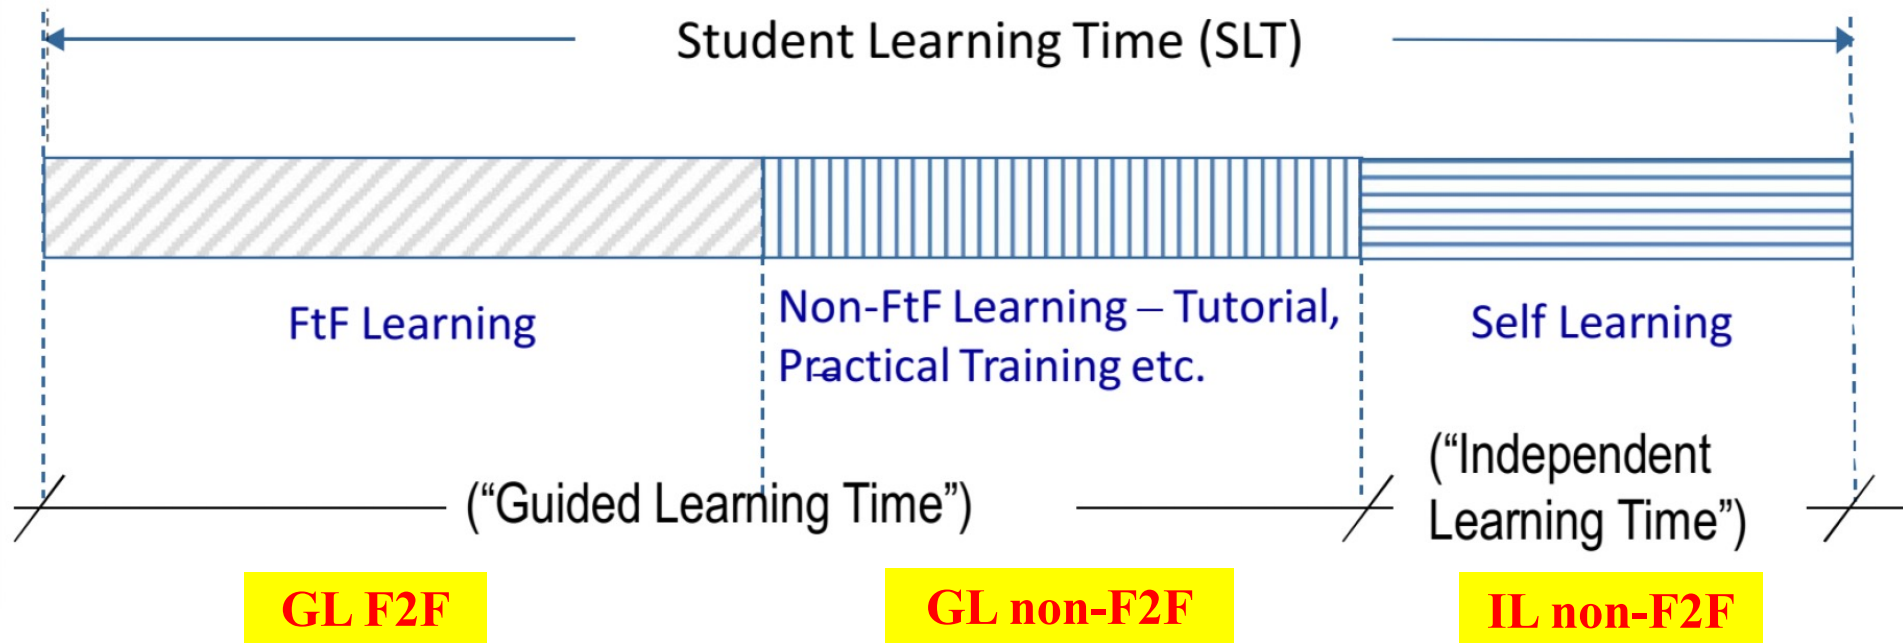 Student Learning Time (SLT)
FtF Learning
Non-FtF Learning – Tutorial,
Practical Training etc.
Self Learning
(“Guided Learning Time”)
(“Independent
Learning Time”)
GL F2F
GL non-F2F
IL non-F2F